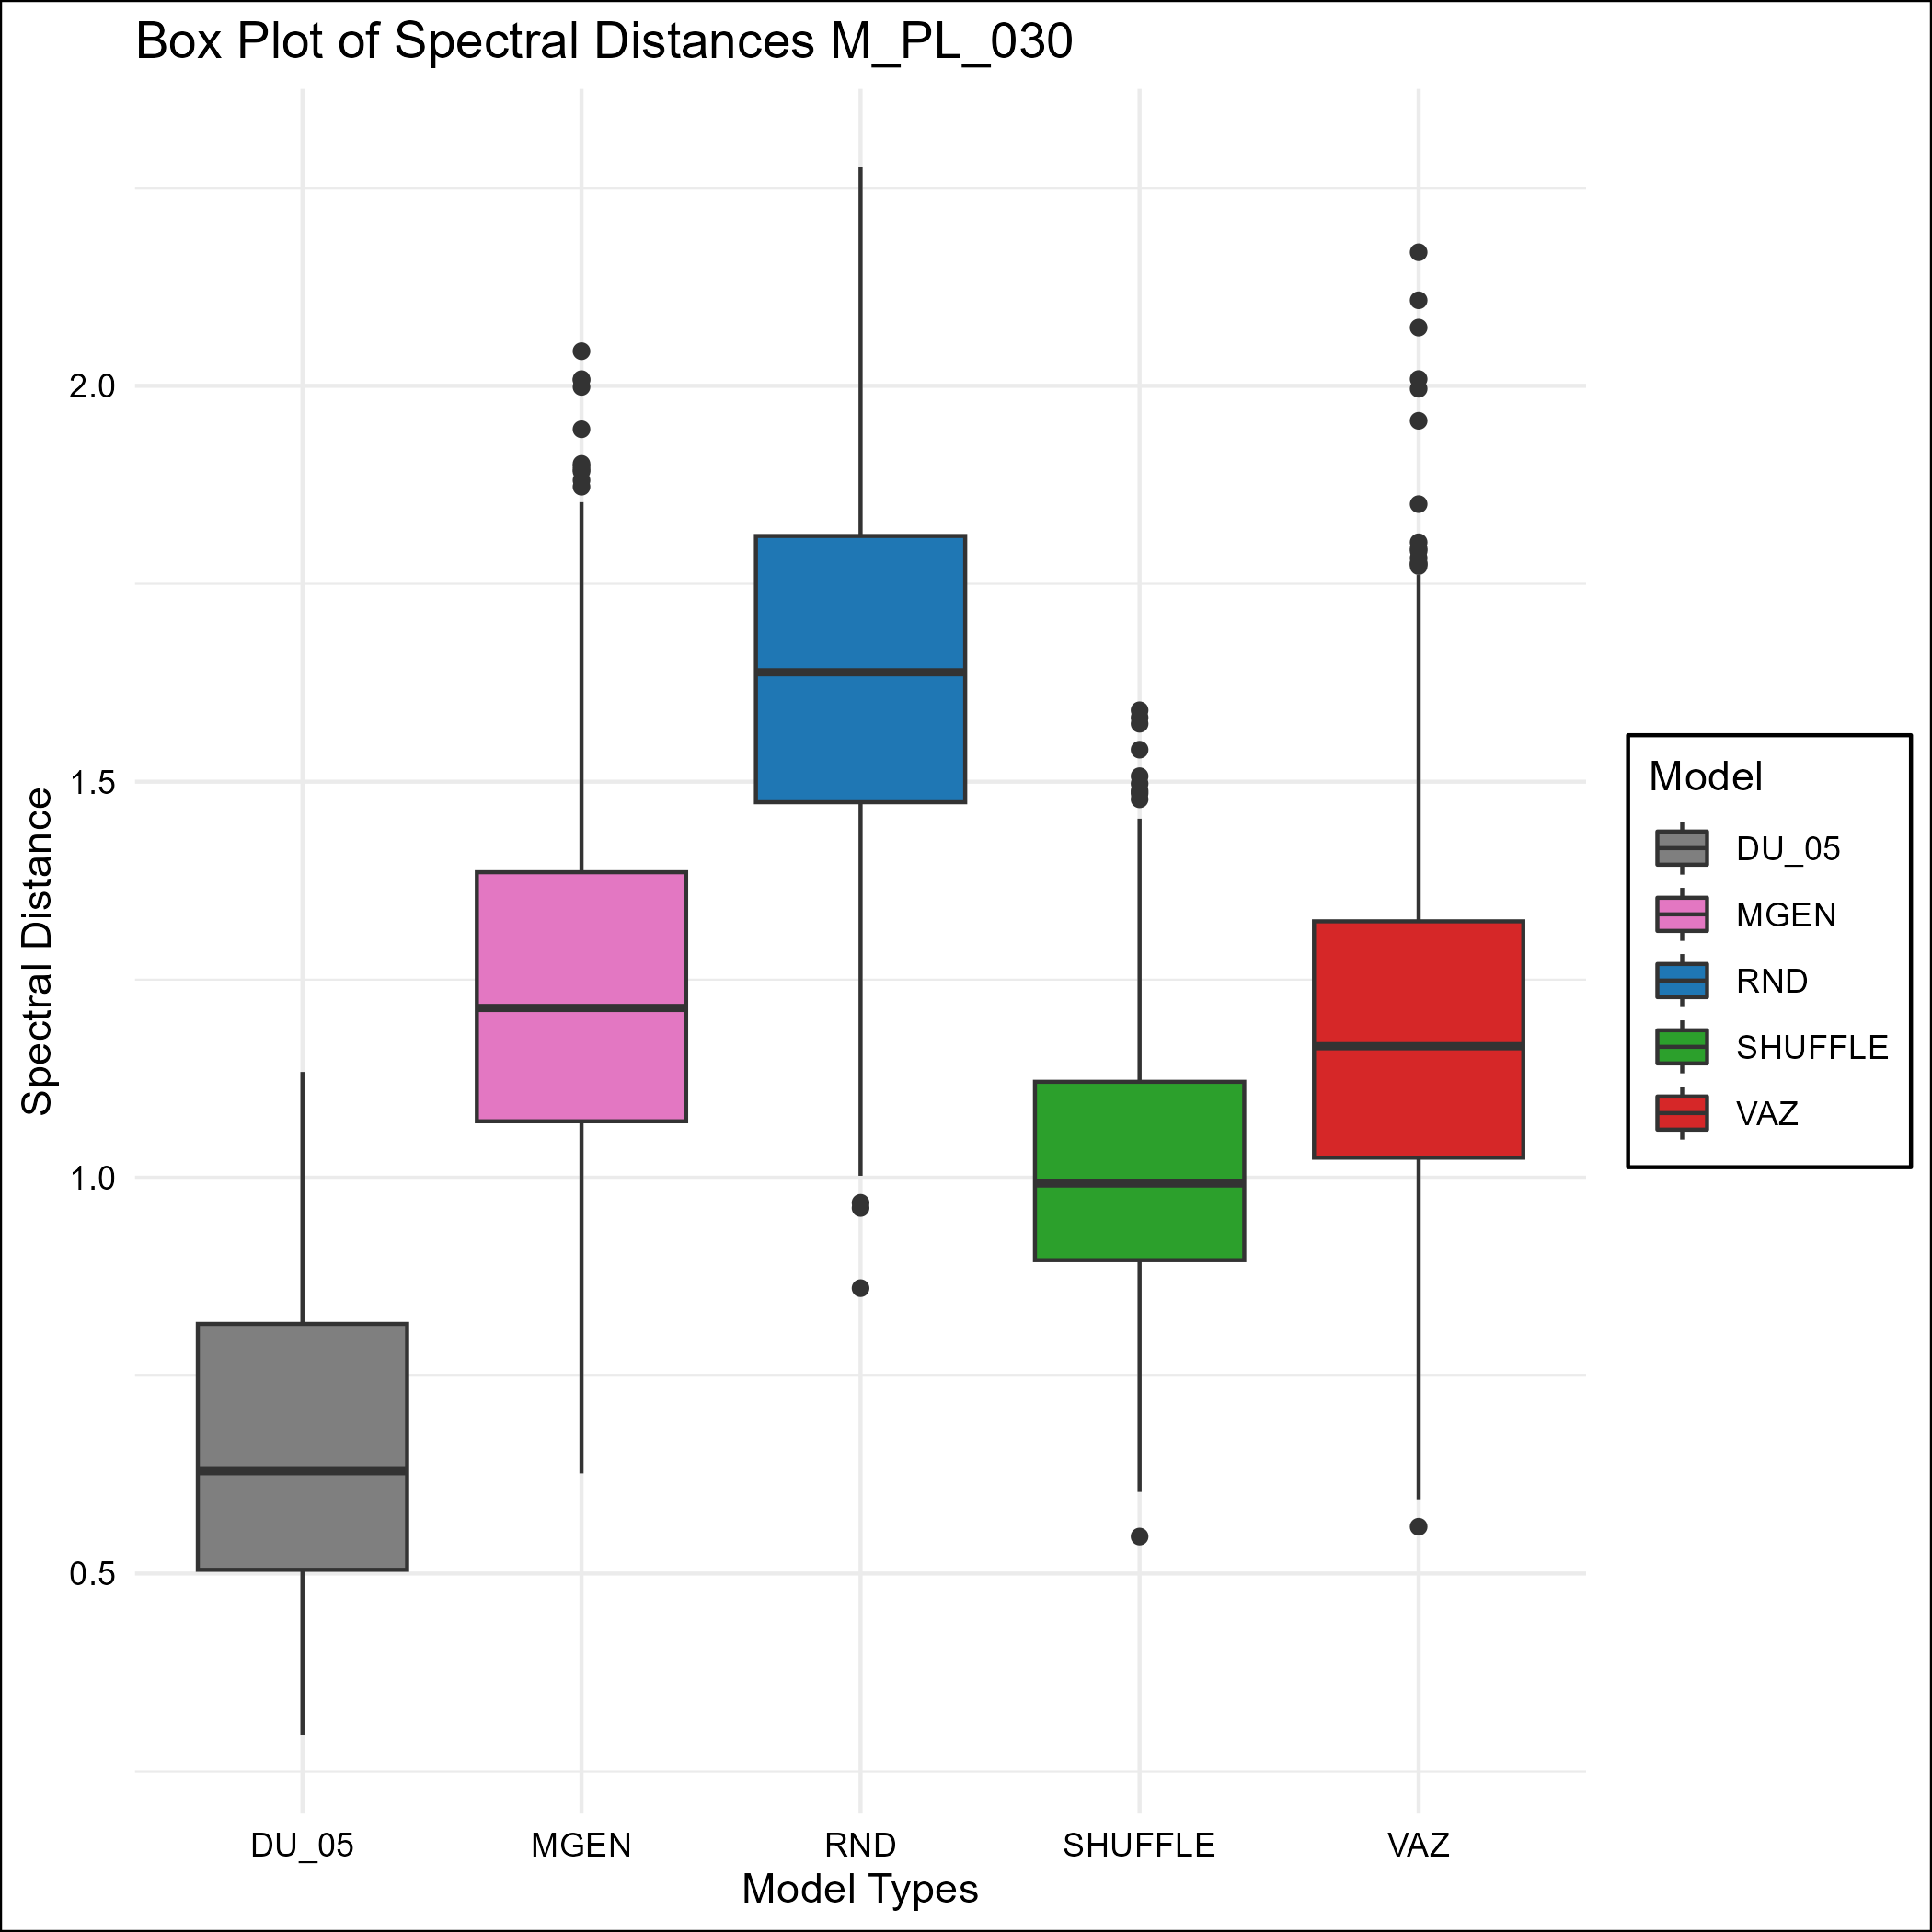 Box Plot of Spectral Distances M_PL_030
Spectral Distance
2.0
1.5
1.0
0.5
DU_05
MGEN
RND
SHUFFLE
VAZ
Model Types
Model
DU_05
MGEN
RND
SHUFFLE
VAZ